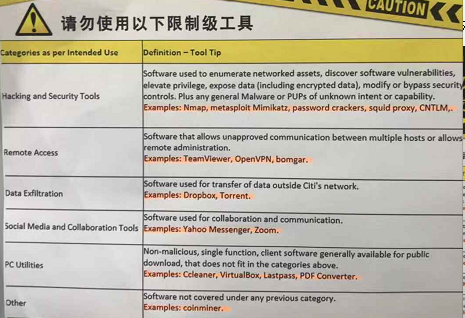 CAUTION
请勿使用以下限制级工具
Categories as per Intended Use
Definition – Tool Tip
Hacking and Security Tools
Software used to enumerate networked assets, discover software vulnerabilities,
elevate privilege, expose data (including encrypted data), modify or bypass security
controls. Plus any general Malware or PUPs of unknown intent or capability.
Examples: Nmap, metasploit Mimikatz, password crackers, squid proxy, CNTLM,.
Remote Access
Software that allows unapproved communication between multiple hosts or allows
remote administration.
Examples: TeamViewer, OpenVPN, bomgar.
Data Exfiltration
Software used for transfer of data outside Citi's network.
Examples: Dropbox, Torrent.
Social Media and Collaboration Tools
Software used for collaboration and communication.
Examples: Yahoo Messenger, Zoom.
PC Utilities
Non-malicious, single function, client software generally available for public
download, that does not fit in the categories above.
Examples: Ccleaner, VirtualBox, Lastpass, PDF Converter.
Other
Software not covered under any previous category.
Examples: coinminer.